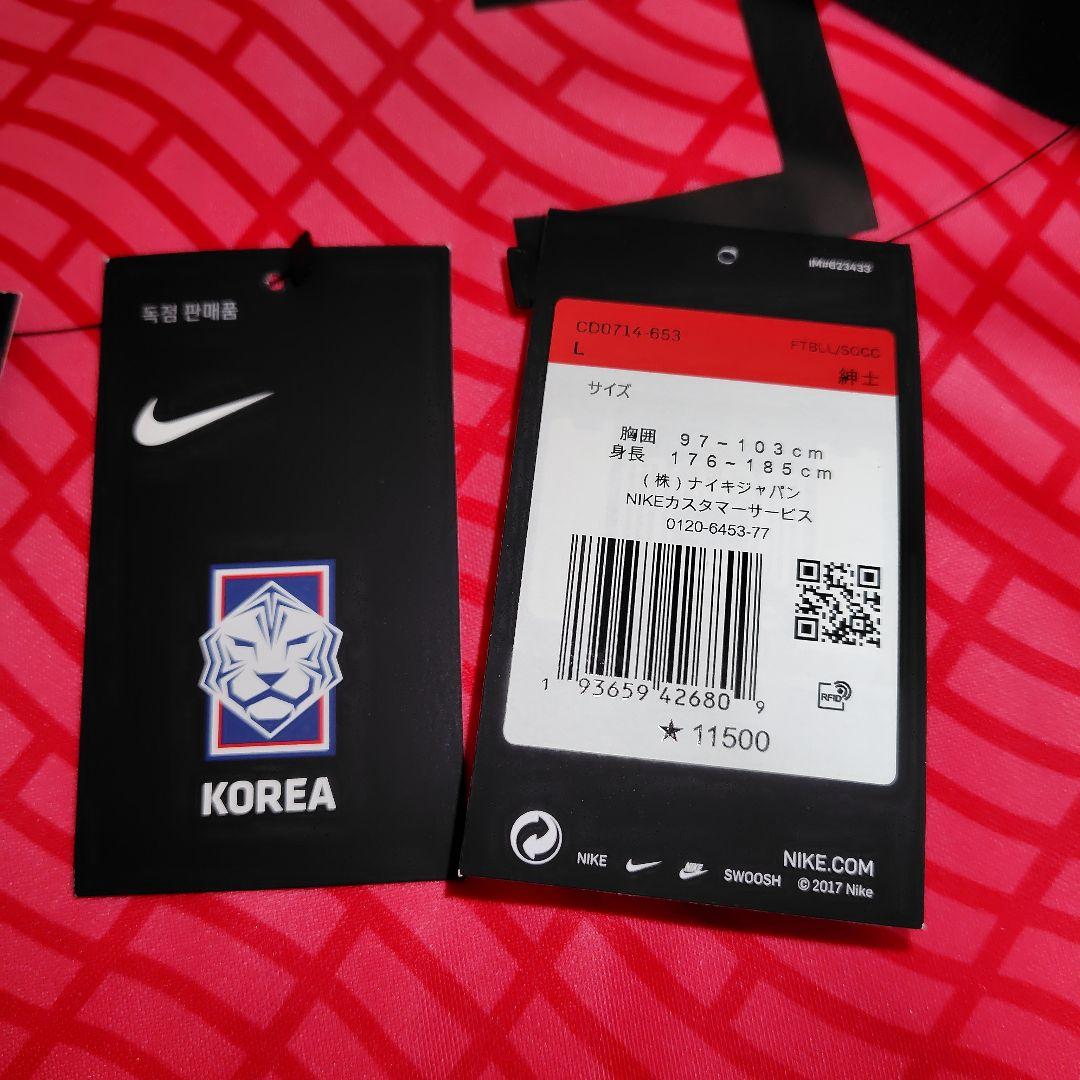 독점 판매품
KOREA
IM#623433
CD0714-653
FTBLL/SOCC
L
紳士
サイズ
胸囲 97-103cm
身長 176~185cm
(株)ナイキジャパン
NIKEカスタマーサービス
0120-6453-77
1 93659 42680 9
RFID
★ 11500
NIKE
SWOOSH
NIKE.COM
© 2017 Nike